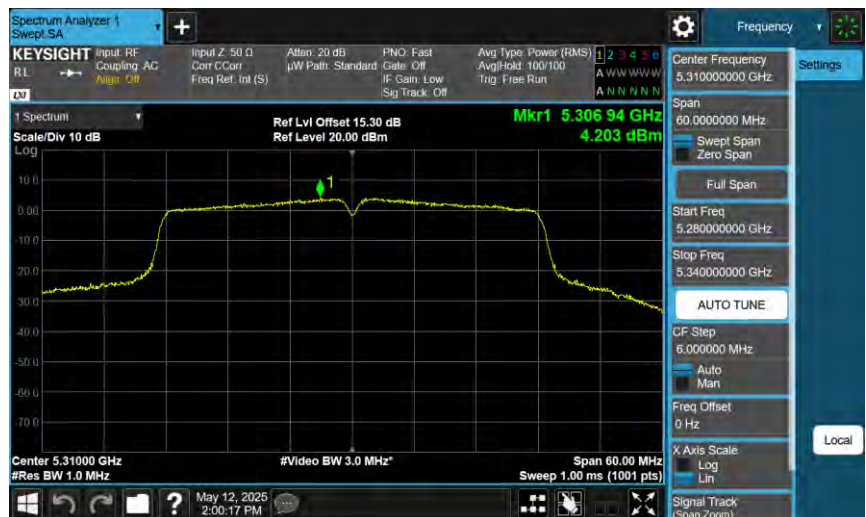 Spectrum Analyzer 1
Swept SA
+
Frequency
KEYSIGHT
RL
LXI
Input: RF
Coupling: AC
Align: Off
Input Z: 50 Ω
Corr CCorr
Freq Ref: Int (S)
Atten: 20 dB
µW Path: Standard
PNO: Fast
Gate: Off
IF Gain: Low
Sig Track: Off
Avg Type: Power (RMS)
Avg|Hold: 100/100
Trig: Free Run
1 2 3 4 5 6
A W W W W W
A N N N N N
1 Spectrum
Scale/Div 10 dB
Log
Ref Lvl Offset 15.30 dB
Ref Level 20.00 dBm
Mkr1 5.306 94 GHz
4.203 dBm
1
10.0
0.00
-10.0
-20.0
-30.0
-40.0
-50.0
-60.0
-70.0
Center 5.31000 GHz
#Res BW 1.0 MHz
#Video BW 3.0 MHz*
Span 60.00 MHz
Sweep 1.00 ms (1001 pts)
?
May 12, 2025
2:00:17 PM
Center Frequency
5.310000000 GHz
Span
60.0000000 MHz
Swept Span
Zero Span
Full Span
Start Freq
5.280000000 GHz
Stop Freq
5.340000000 GHz
AUTO TUNE
CF Step
6.000000 MHz
Auto
Man
Freq Offset
0 Hz
X Axis Scale
Log
Lin
Signal Track
(Span Zoom)
Settings
Local